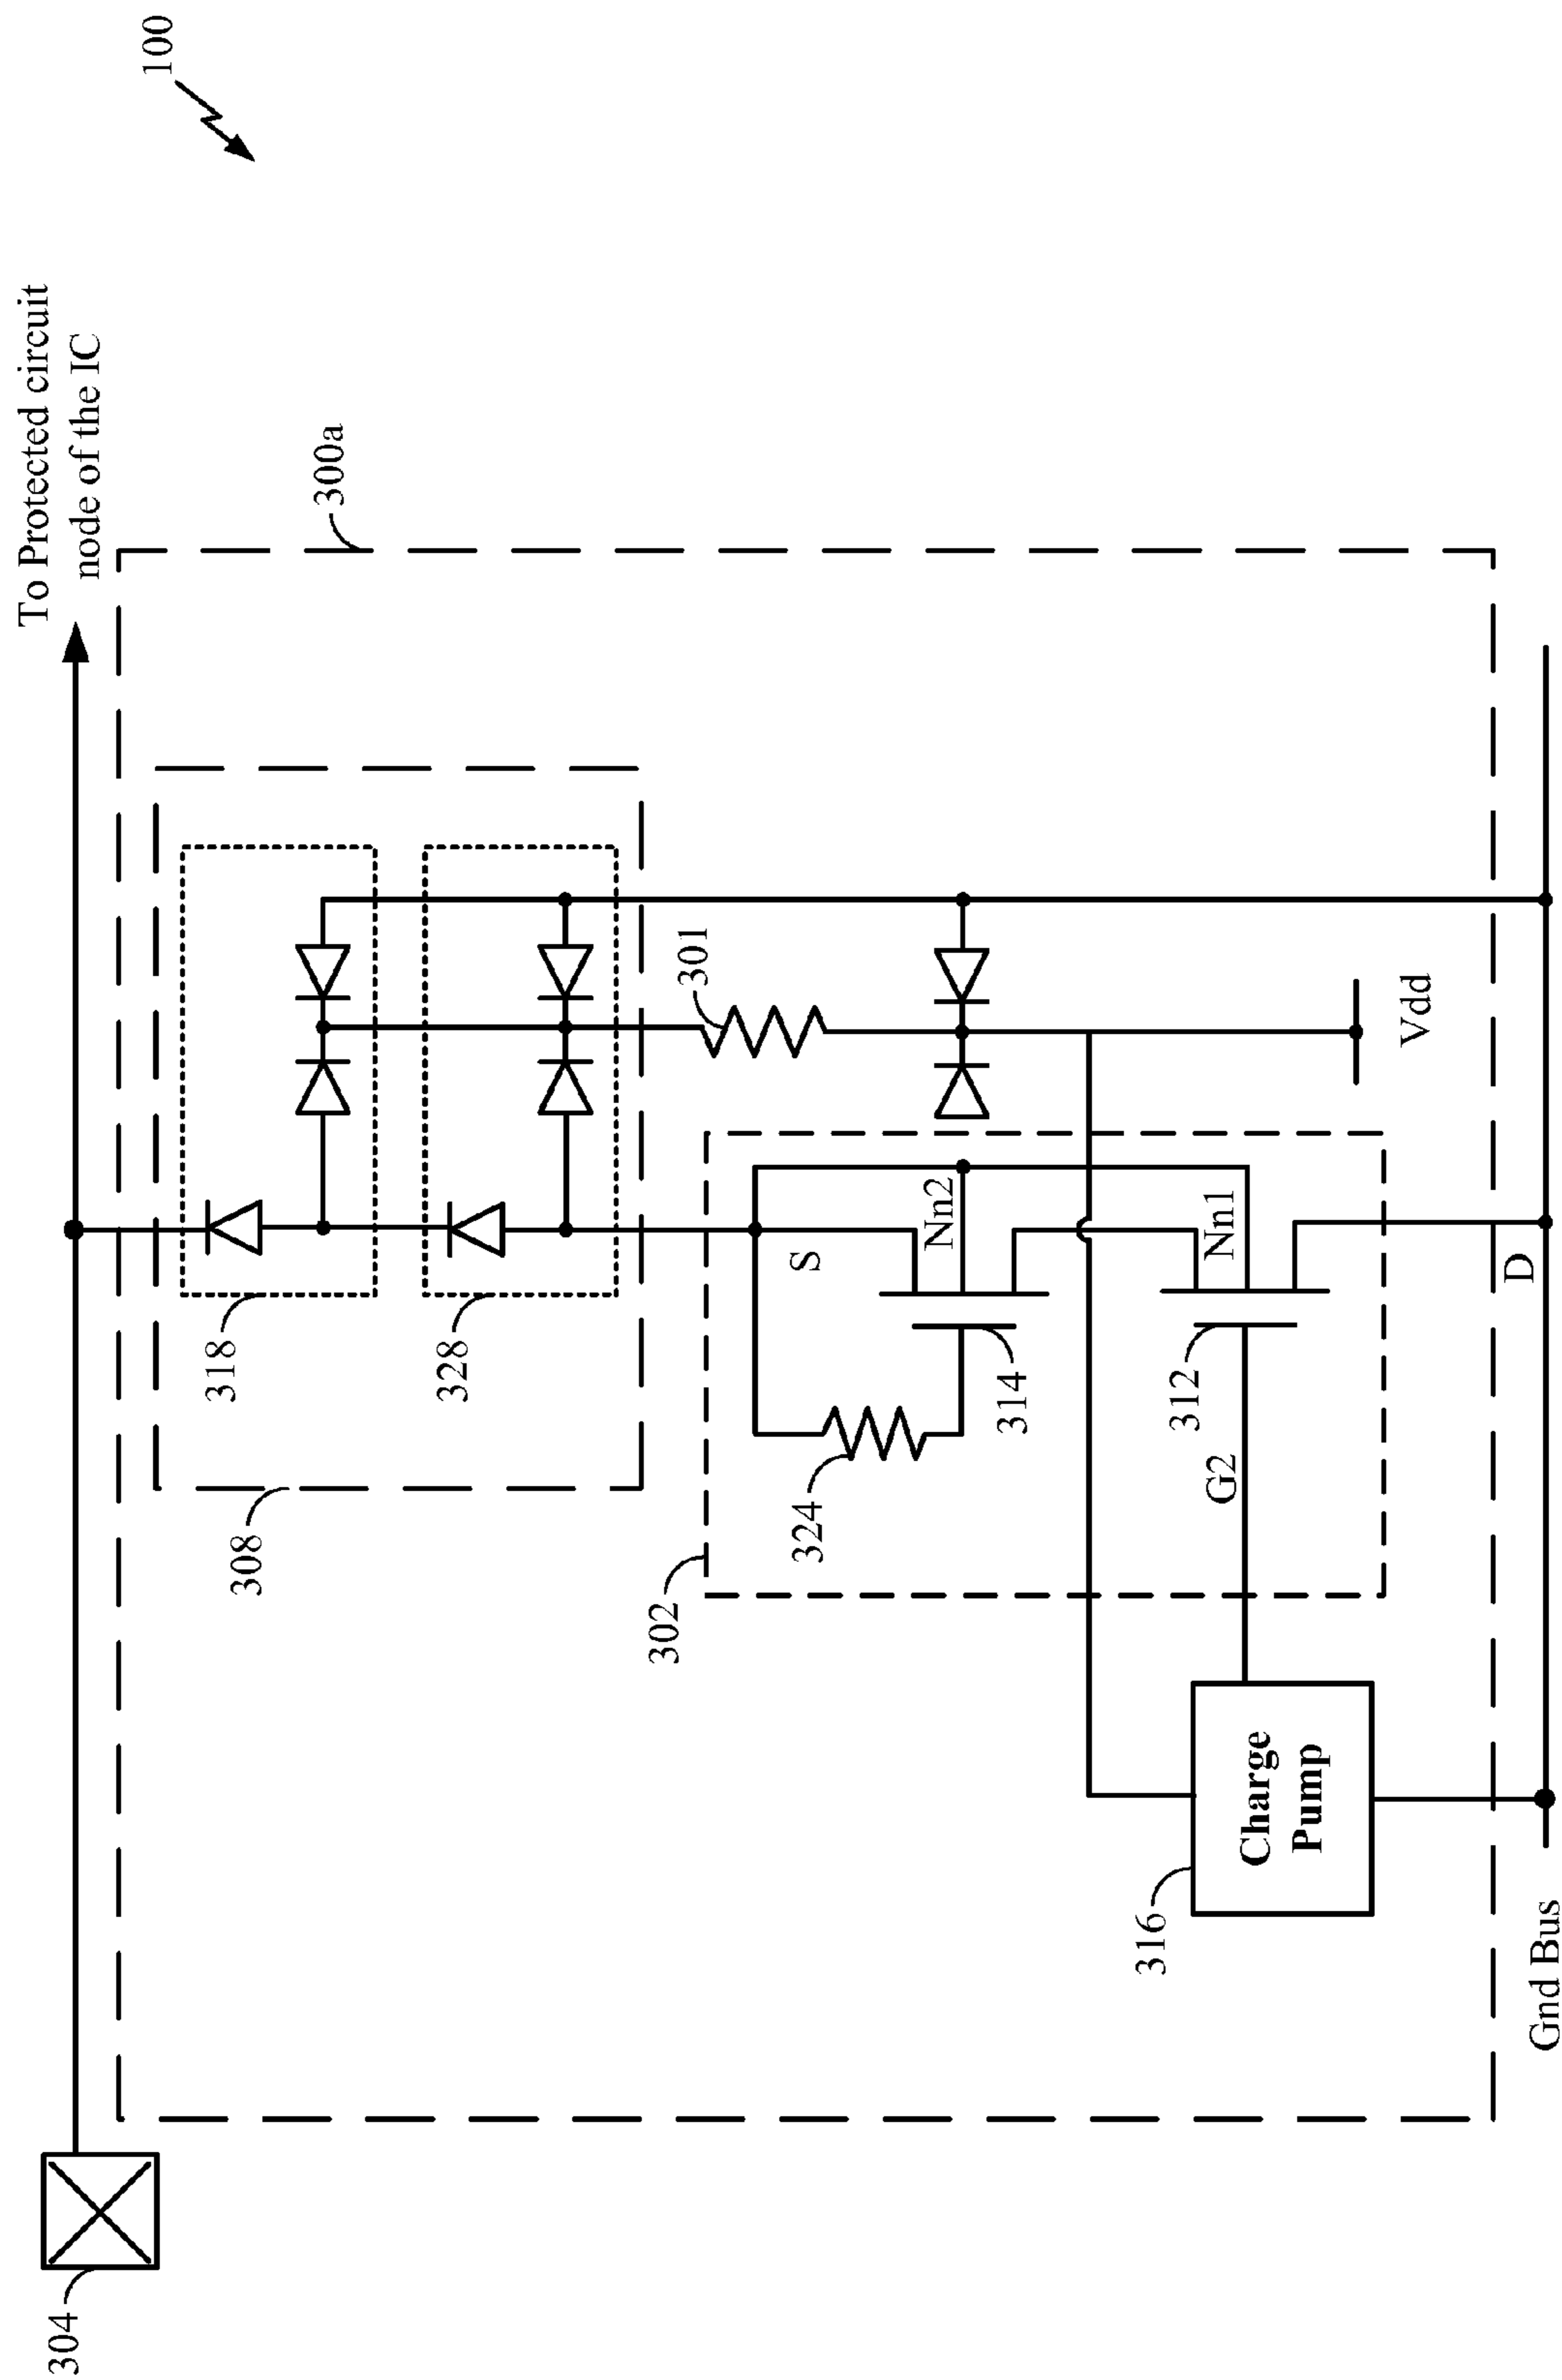 100
To Protected circuit
node of the IC
300a
301
318
328
308
S
Nn2
Nn1
314
312
324
302
G2
Vdd
D
316
Charge
Pump
304
Gnd Bus